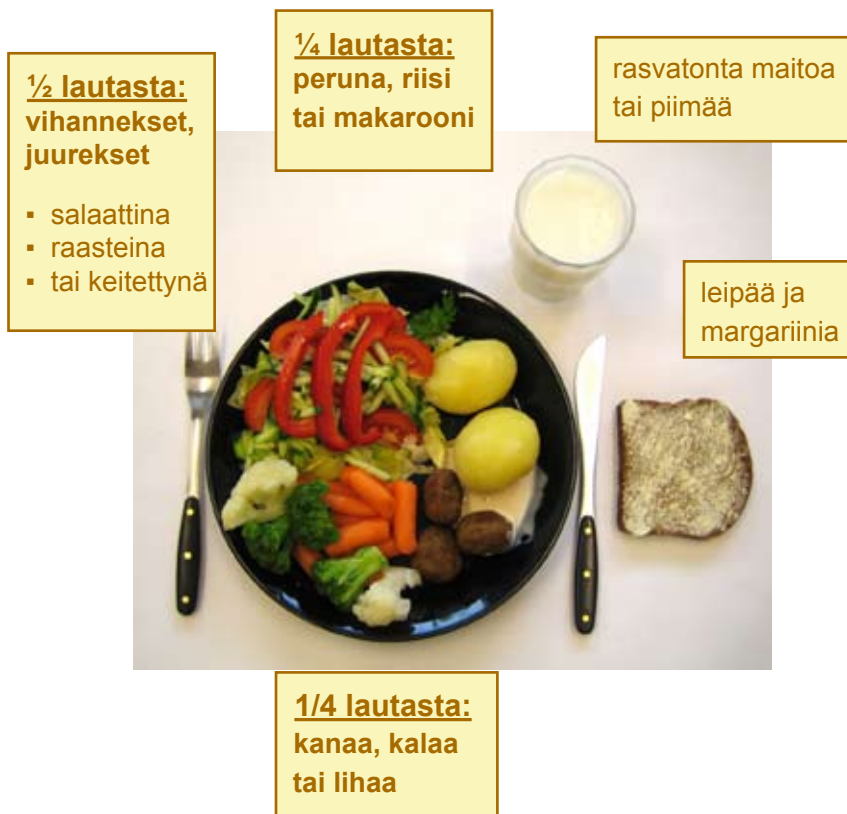 ½ lautasta:
vihannekset,
juurekset
▪ salaattina
▪ raasteina
▪ tai keitettynä
¼ lautasta:
peruna, riisi
tai makarooni
rasvatonta maitoa
tai piimää
leipää ja
margariinia
1/4 lautasta:
kanaa, kalaa
tai lihaa